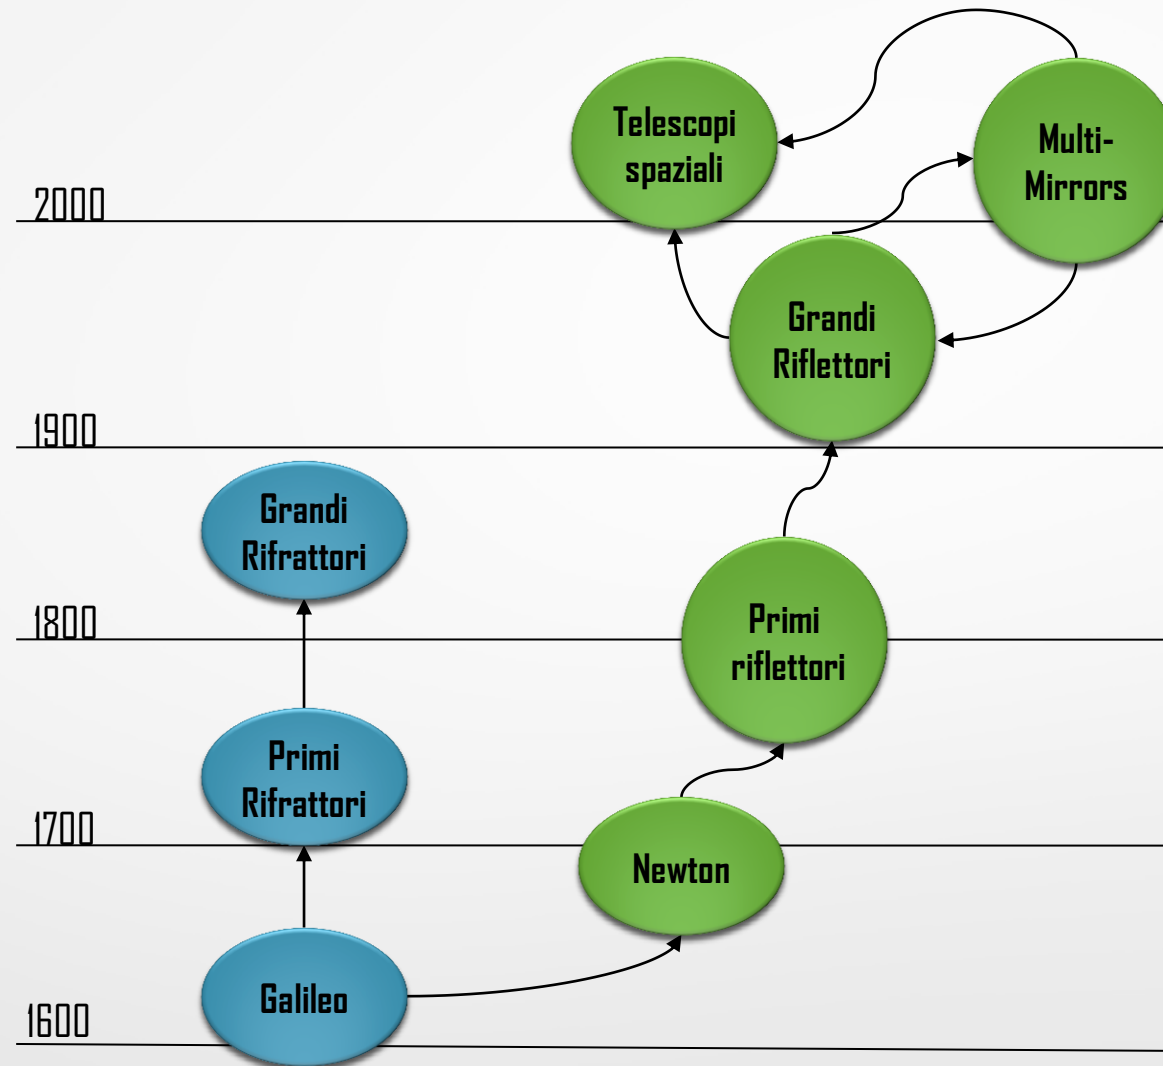 Telescopi
spaziali
Multi-
Mirrors
2000
Grandi
Riflettori
1900
Grandi
Rifrattori
1800
Primi
riflettori
Primi
Rifrattori
1700
Newton
Galileo
1600